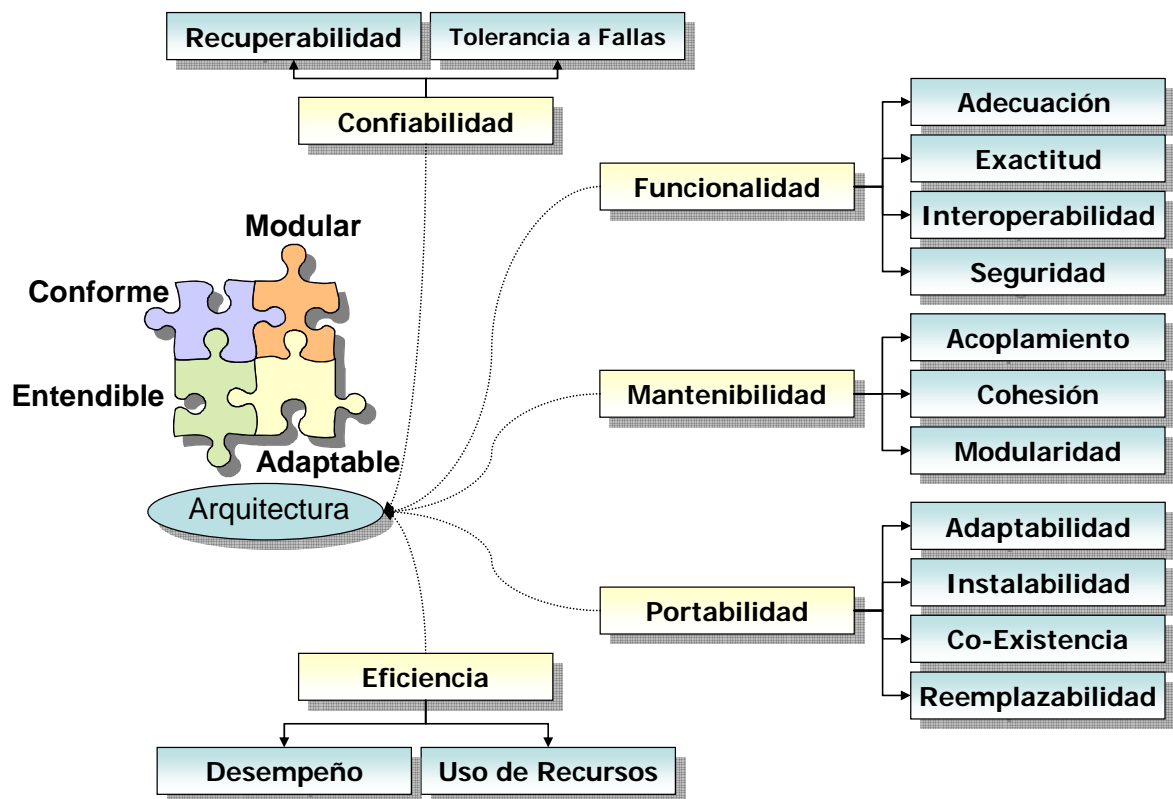 Recuperabilidad
Tolerancia a Fallas
Confiabilidad
Funcionalidad
Adecuación
Exactitud
Interoperabilidad
Seguridad
Modular
Conforme
Entendible
Adaptable
Arquitectura
Mantenibilidad
Acoplamiento
Cohesión
Modularidad
Portabilidad
Adaptabilidad
Instalabilidad
Co-Existencia
Reemplazabilidad
Eficiencia
Desempeño
Uso de Recursos